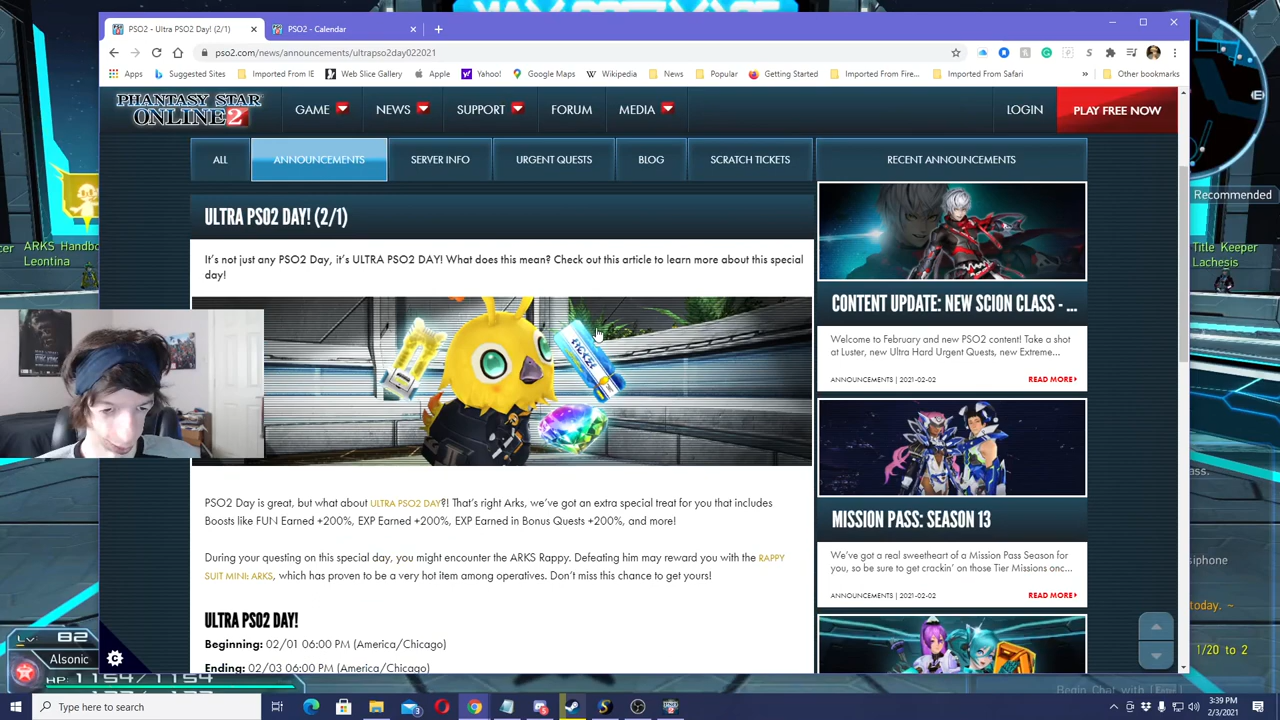 PSO2 - Ultra PSO2 Day! (2/1)
PSO2 - Calendar
pso2.com/news/announcements/ultrapso2day022021
Apps
Suggested Sites
Imported From IE
Web Slice Gallery
Apple
Yahoo!
Google Maps
Wikipedia
News
Popular
Getting Started
Imported From Fire...
Imported From Safari
»
Other bookmarks
PHANTASY STAR
ONLINE 2
GAME
NEWS
SUPPORT
FORUM
MEDIA
LOGIN
PLAY FREE NOW
ALL
ANNOUNCEMENTS
SERVER INFO
URGENT QUESTS
BLOG
SCRATCH TICKETS
RECENT ANNOUNCEMENTS
Recommended
ARKS Handb
Leontina
Title Keeper
Lachesis
ULTRA PSO2 DAY! (2/1)
It's not just any PSO2 Day, it's ULTRA PSO2 DAY! What does this mean? Check out this article to learn more about this special
day!
CONTENT UPDATE: NEW SCION CLASS - ...
Welcome to February and new PSO2 content! Take a shot
at Luster, new Ultra Hard Urgent Quests, new Extreme...
ANNOUNCEMENTS | 2021-02-02
READ MORE
PSO2 Day is great, but what about ULTRA PSO2 DAY?! That's right Arks, we've got an extra special treat for you that includes
Boosts like FUN Earned +200%, EXP Earned +200%, EXP Earned in Bonus Quests +200%, and more!
During your questing on this special day, you might encounter the ARKS Rappy. Defeating him may reward you with the RAPPY
SUIT MINI: ARKS, which has proven to be a very hot item among operatives. Don't miss this chance to get yours!
MISSION PASS: SEASON 13
We've got a real sweetheart of a Mission Pass Season for
you, so be sure to get crackin' on those Tier Missions onc...
ANNOUNCEMENTS | 2021-02-02
READ MORE
ULTRA PSO2 DAY!
Beginning: 02/01 06:00 PM (America/Chicago)
Ending: 02/03 06:00 PM (America/Chicago)
siphone
today. ~
1/20 to 2
Lv. 82
Alsonic
HP: 1154/1154
Begin Chat with [Enter]
Type here to search
3:39 PM
2/3/2021